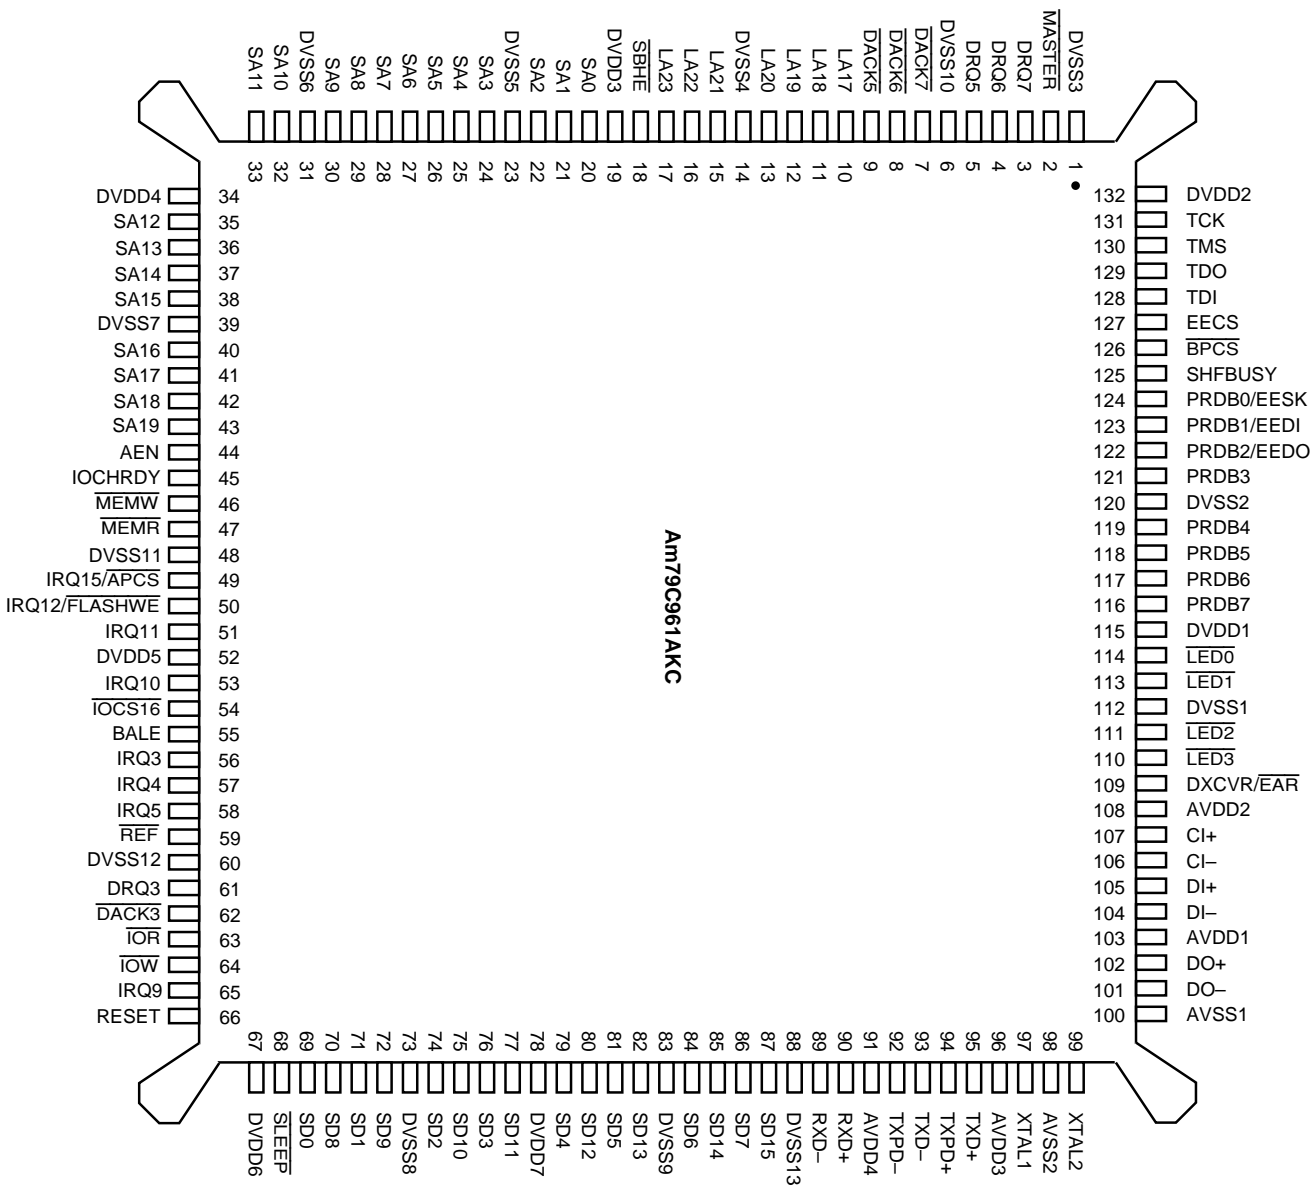 SA11
SA10
DVSS6
SA9
SA8
SA7
SA6
SA5
SA4
SA3
DVSS5
SA2
SA1
SA0
DVDD3
SBHE
LA23
LA22
LA21
DVSS4
LA20
LA19
LA18
LA17
DACK5
DACK6
DACK7
DVSS10
DRQ5
DRQ6
DRQ7
MASTER
DVSS3
33
32
31
30
29
28
27
26
25
24
23
22
21
20
19
18
17
16
15
14
13
12
11
10
9
8
7
6
5
4
3
2
1
DVDD4 34
SA12 35
SA13 36
SA14 37
SA15 38
DVSS7 39
SA16 40
SA17 41
SA18 42
SA19 43
AEN 44
IOCHRDY 45
MEMW 46
MEMR 47
DVSS11 48
IRQ15/APCS 49
IRQ12/FLASHWE 50
IRQ11 51
DVDD5 52
IRQ10 53
IOCS16 54
BALE 55
IRQ3 56
IRQ4 57
IRQ5 58
REF 59
DVSS12 60
DRQ3 61
DACK3 62
IOR 63
IOW 64
IRQ9 65
RESET 66
Am79C961AKC
132 DVDD2
131 TCK
130 TMS
129 TDO
128 TDI
127 EECS
126 BPCS
125 SHFBUSY
124 PRDB0/EESK
123 PRDB1/EEDI
122 PRDB2/EEDO
121 PRDB3
120 DVSS2
119 PRDB4
118 PRDB5
117 PRDB6
116 PRDB7
115 DVDD1
114 LED0
113 LED1
112 DVSS1
111 LED2
110 LED3
109 DXCVR/EAR
108 AVDD2
107 CI+
106 CI–
105 DI+
104 DI–
103 AVDD1
102 DO+
101 DO–
100 AVSS1
67
68
69
70
71
72
73
74
75
76
77
78
79
80
81
82
83
84
85
86
87
88
89
90
91
92
93
94
95
96
97
98
99
DVDD6
SLEEP
SD0
SD8
SD1
SD9
DVSS8
SD2
SD10
SD3
SD11
DVDD7
SD4
SD12
SD5
SD13
DVSS9
SD6
SD14
SD7
SD15
DVSS13
RXD–
RXD+
AVDD4
TXPD–
TXD–
TXPD+
TXD+
AVDD3
XTAL1
AVSS2
XTAL2